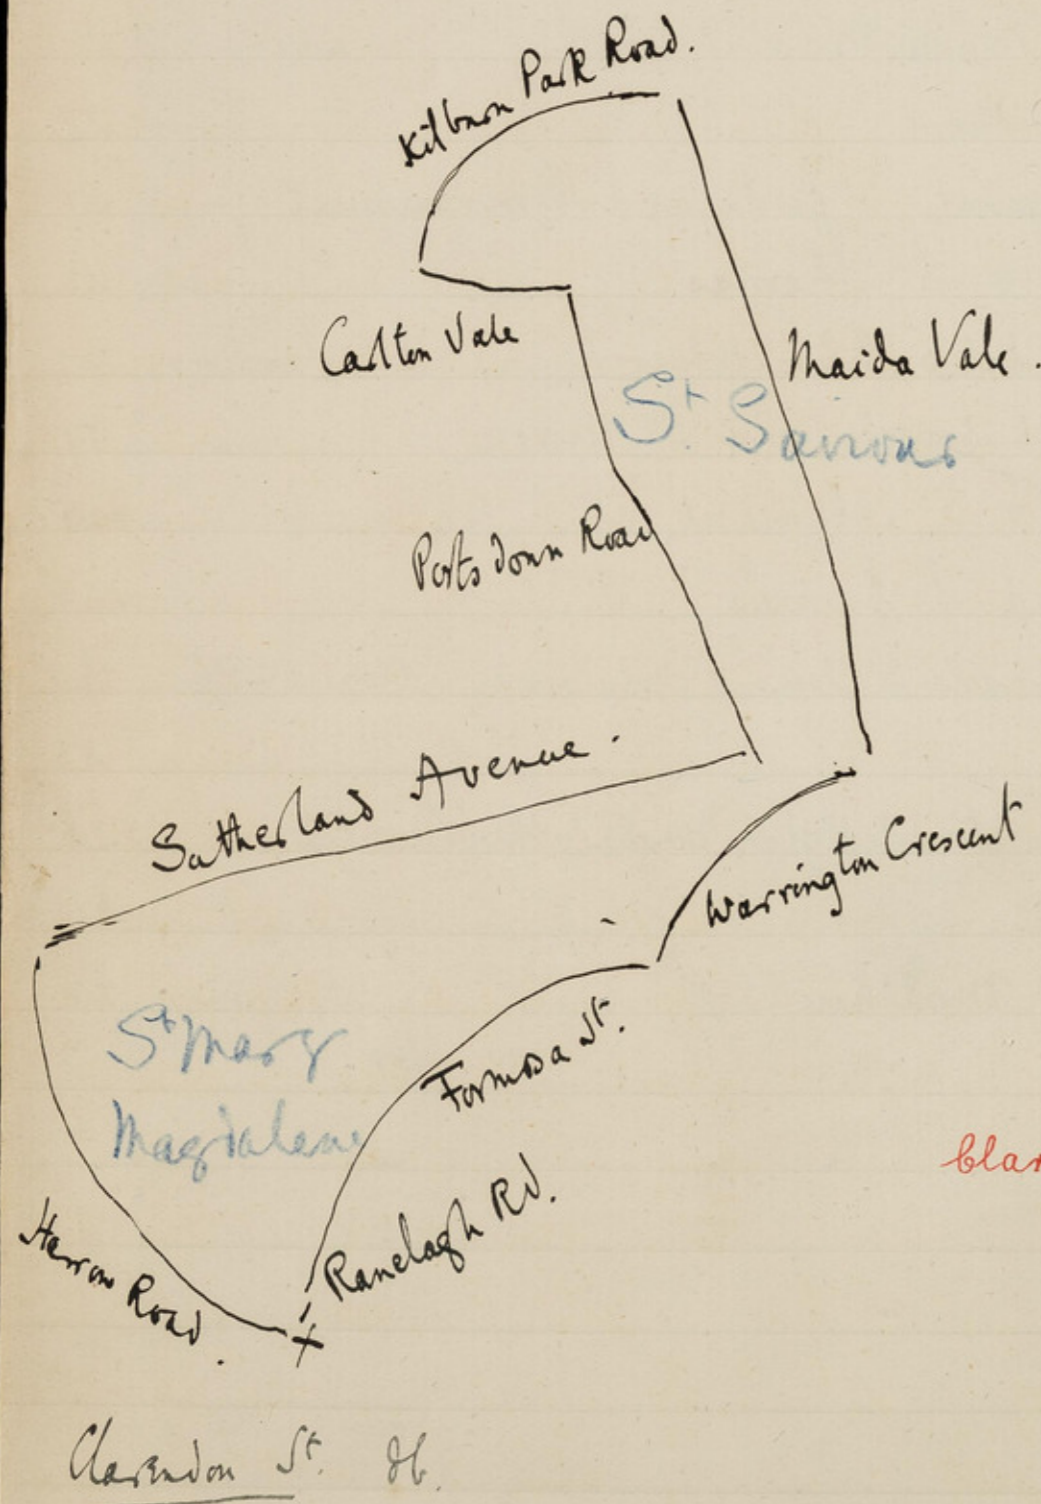 Kilburn Park Road.
Carlton Vale
Maida Vale.
St Saviours
Portsdown Road
Sutherland Avenue.
Warrington Crescent
Formosa St.
St Mary
Magdalene
Ranelagh Rd.
Harrow Road.
Clarendon St. db.